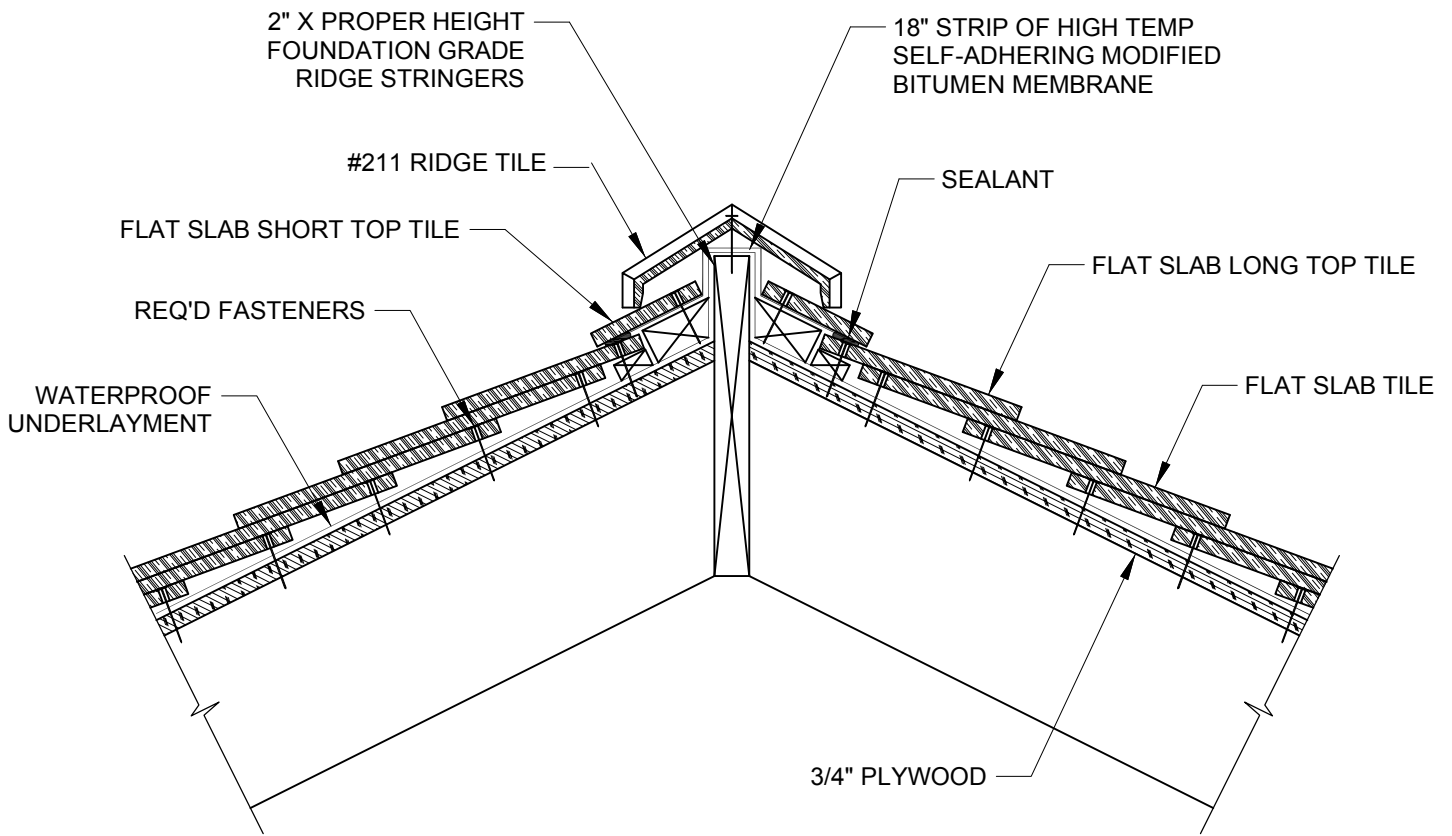 2" X PROPER HEIGHT
FOUNDATION GRADE
RIDGE STRINGERS
18" STRIP OF HIGH TEMP
SELF-ADHERING MODIFIED
BITUMEN MEMBRANE
#211 RIDGE TILE
SEALANT
FLAT SLAB SHORT TOP TILE
FLAT SLAB LONG TOP TILE
REQ'D FASTENERS
FLAT SLAB TILE
WATERPROOF
UNDERLAYMENT
3/4" PLYWOOD